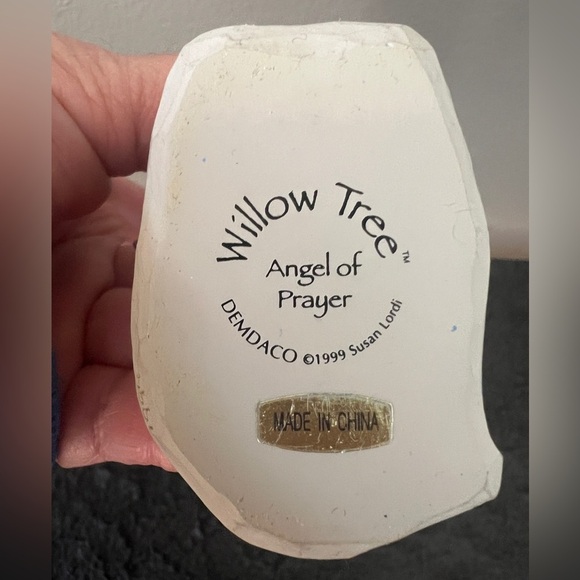 Willow Tree™
Angel of
Prayer
DEMDACO ©1999 Susan Lordi
MADE IN CHINA